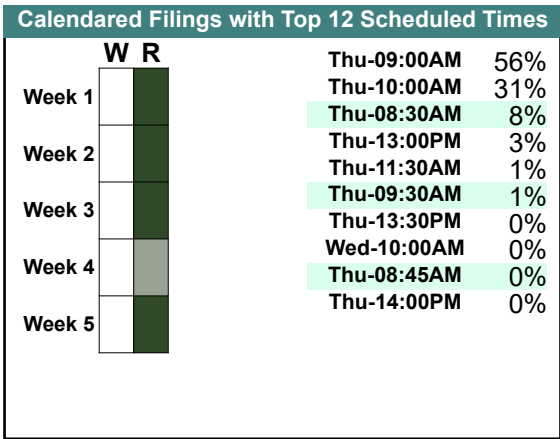 Calendared Filings with Top 12 Scheduled Times
W R
Week 1
Week 2
Week 3
Week 4
Week 5
Thu-09:00AM 56%
Thu-10:00AM 31%
Thu-08:30AM 8%
Thu-13:00PM 3%
Thu-11:30AM 1%
Thu-09:30AM 1%
Thu-13:30PM 0%
Wed-10:00AM 0%
Thu-08:45AM 0%
Thu-14:00PM 0%